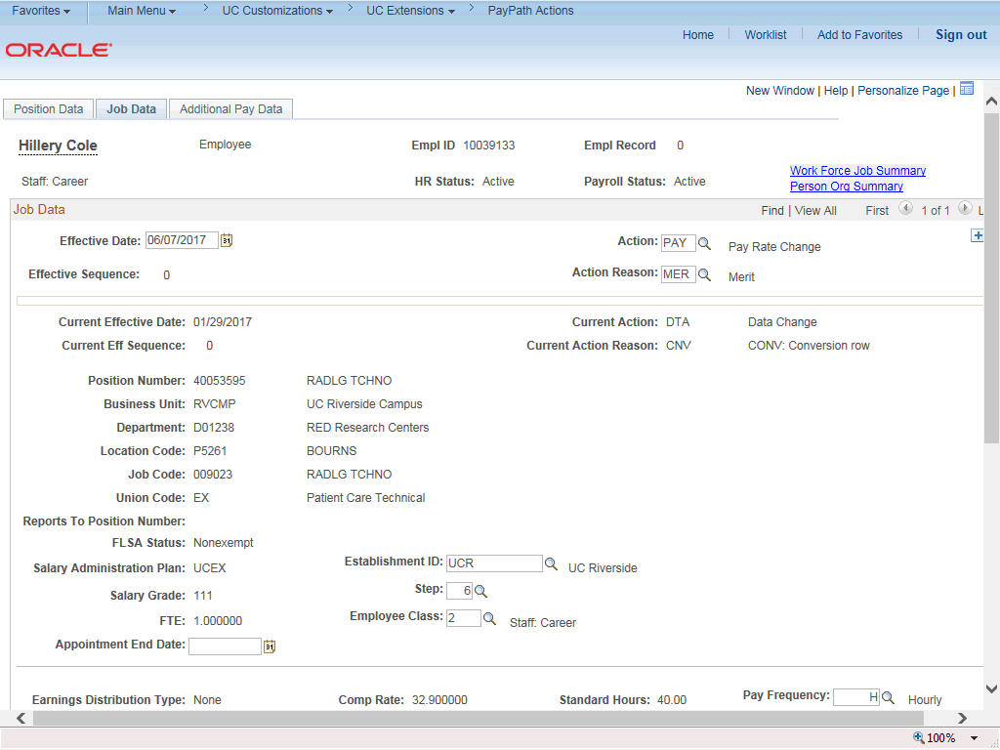 Favorites Main Menu > UC Customizations > UC Extensions > PayPath Actions
Home Worklist Add to Favorites Sign out
ORACLE
New Window | Help | Personalize Page |
Position Data Job Data Additional Pay Data
Hillery Cole Employee Empl ID 10039133 Empl Record 0
Staff: Career HR Status: Active Payroll Status: Active
Work Force Job Summary
Person Org Summary
Job Data Find | View All First 1 of 1 L
Effective Date: 06/07/2017 31 Action: PAY Pay Rate Change
Effective Sequence: 0 Action Reason: MER Merit
Current Effective Date: 01/29/2017 Current Action: DTA Data Change
Current Eff Sequence: 0 Current Action Reason: CNV CONV: Conversion row
Position Number: 40053595 RADLG TCHNO
Business Unit: RVCMP UC Riverside Campus
Department: D01238 RED Research Centers
Location Code: P5261 BOURNS
Job Code: 009023 RADLG TCHNO
Union Code: EX Patient Care Technical
Reports To Position Number:
FLSA Status: Nonexempt
Salary Administration Plan: UCEX Establishment ID: UCR UC Riverside
Salary Grade: 111 Step: 6
FTE: 1.000000 Employee Class: 2 Staff: Career
Appointment End Date: 31
Earnings Distribution Type: None Comp Rate: 32.900000 Standard Hours: 40.00 Pay Frequency: H Hourly
100%